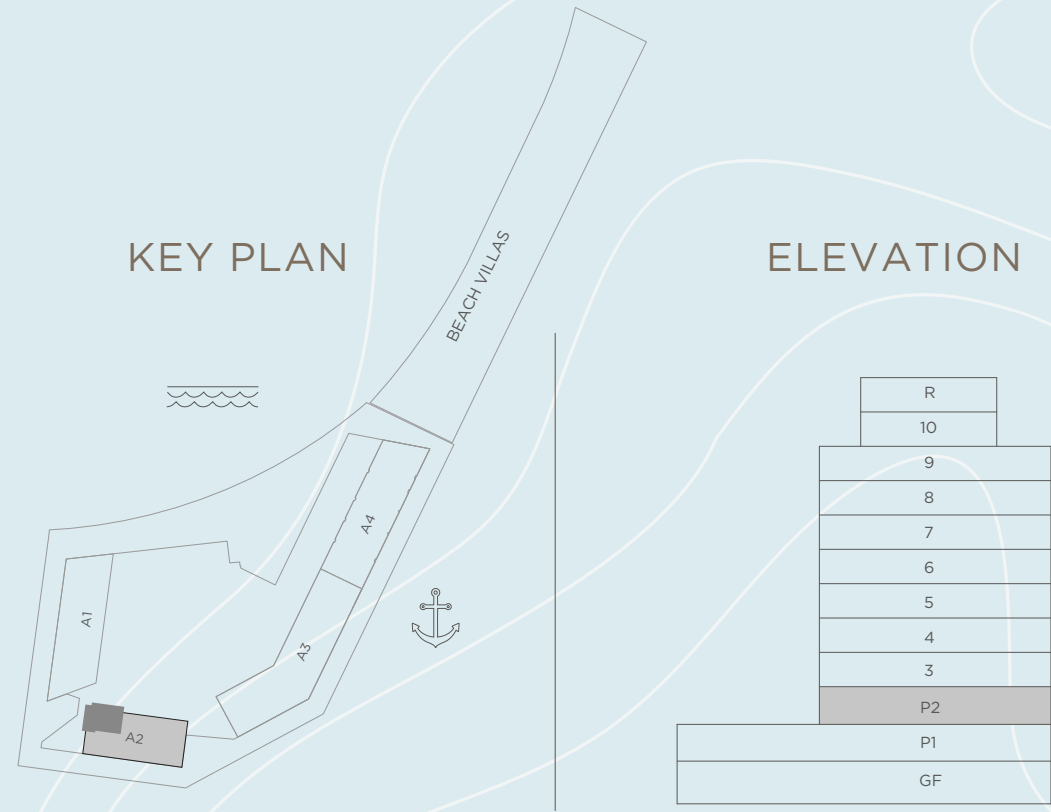 KEY PLAN
BEACH VILLAS
A4
A1
A3
A2
ELEVATION
R
10
9
8
7
6
5
4
3
P2
P1
GF